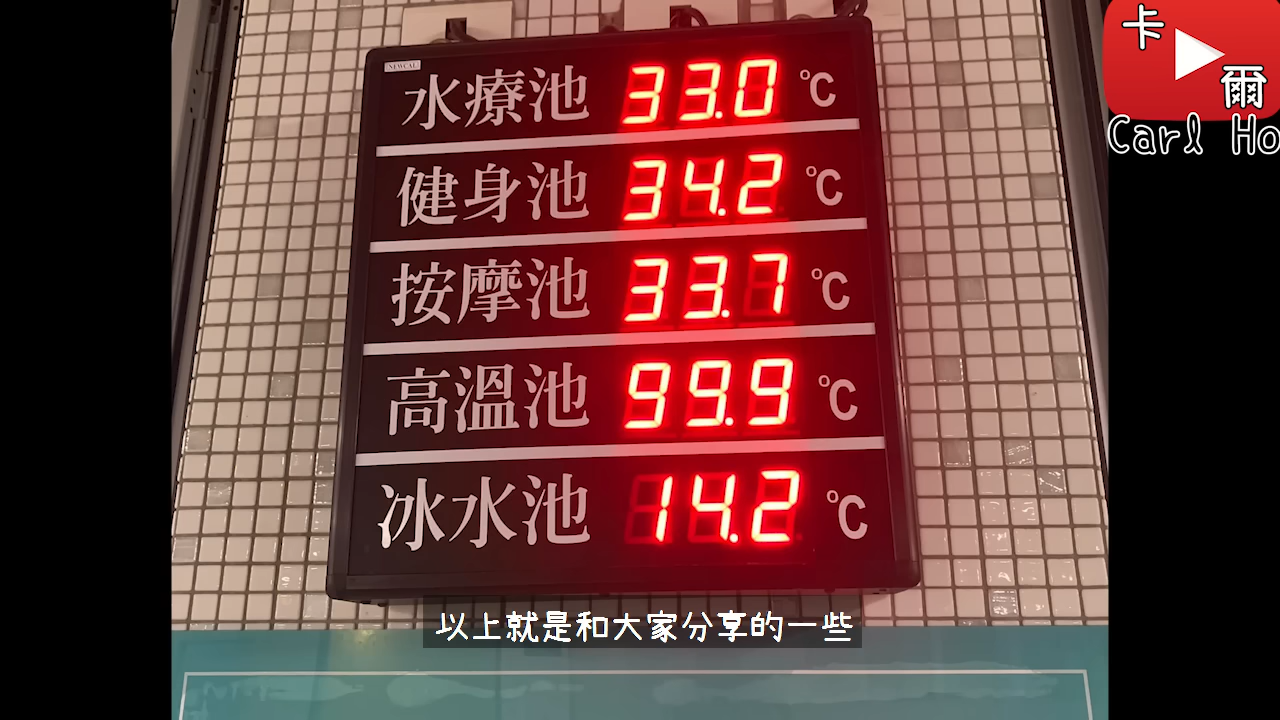 NEWCAL
水療池 33.0 °C
健身池 34.2 °C
按摩池 33.7 °C
高溫池 99.9 °C
冰水池 14.2 °C
卡
爾
Carl Ho
以上就是和大家分享的一些